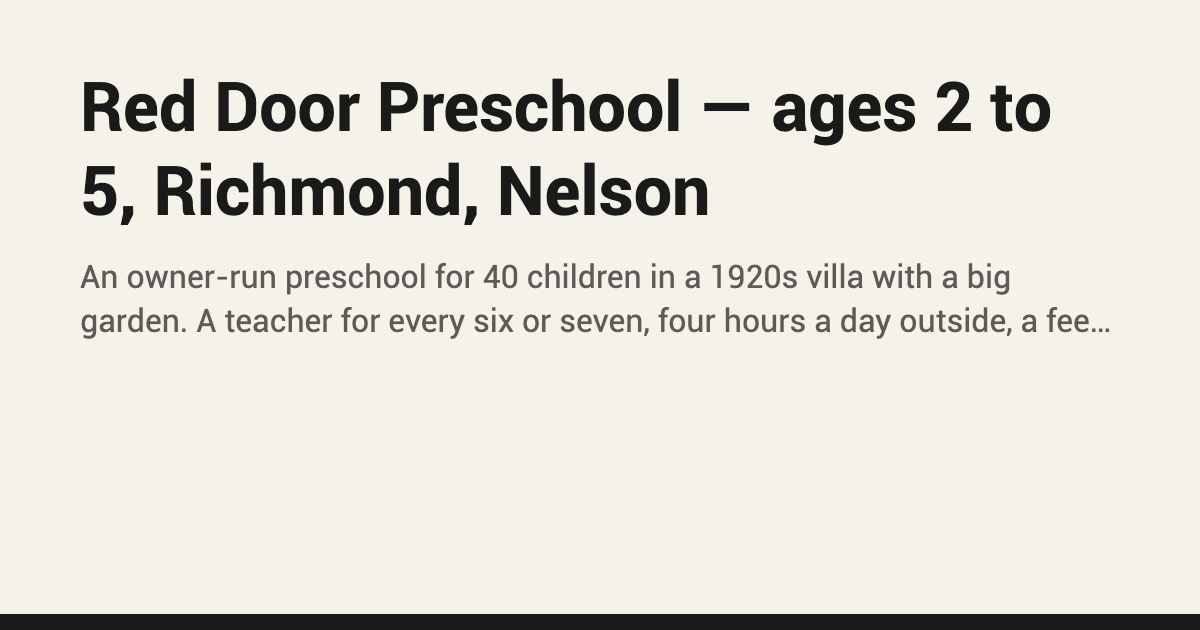 Red Door Preschool — ages 2 to
5, Richmond, Nelson
An owner-run preschool for 40 children in a 1920s villa with a big
garden. A teacher for every six or seven, four hours a day outside, a fee…